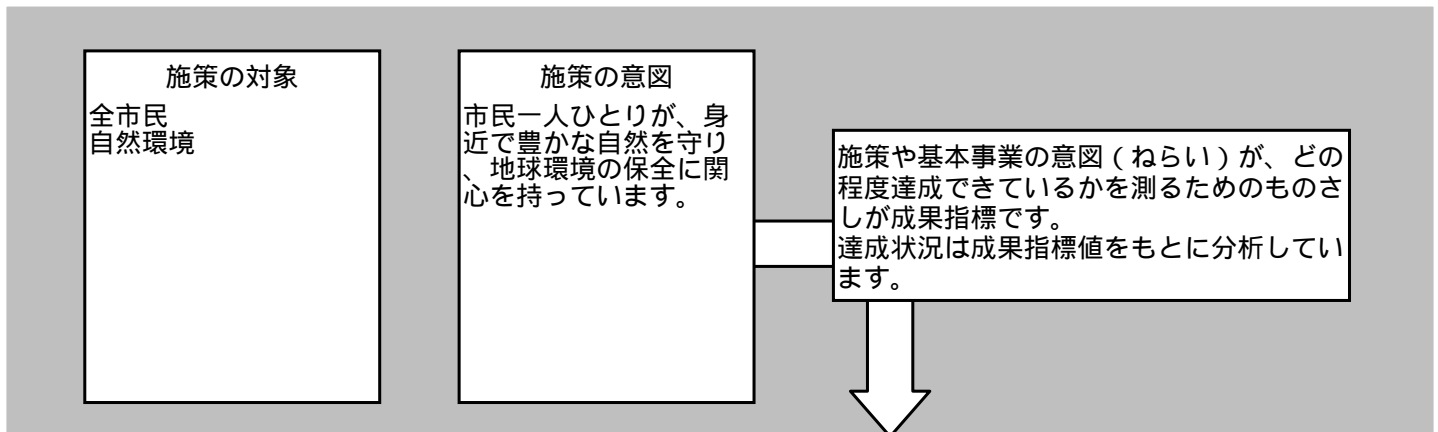 施策の対象
全市民
自然環境
施策の意図
市民一人ひとりが、身
近で豊かな自然を守り
、地球環境の保全に関
心を持っています。
施策や基本事業の意図（ねらい）が、どの
程度達成できているかを測るためのものさ
しが成果指標です。
達成状況は成果指標値をもとに分析してい
ます。